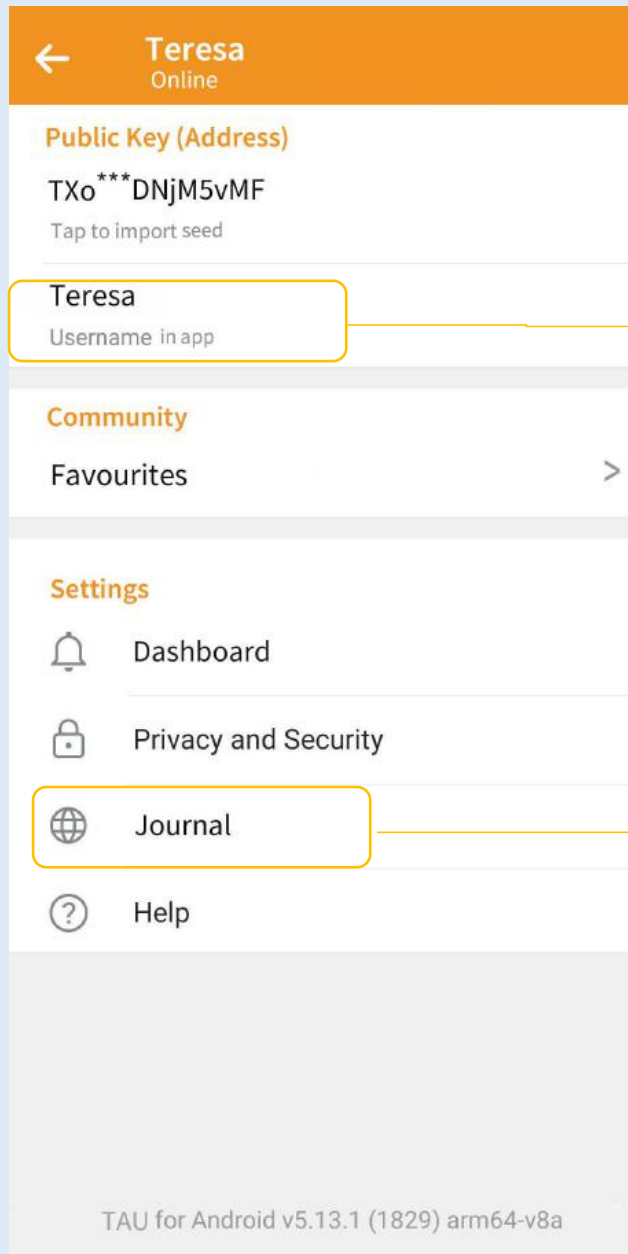 Teresa
Online
Public Key (Address)
TXo***DNjM5vMF
Tap to import seed
Teresa
Username in app
Community
Favourites >
Settings
Dashboard
Privacy and Security
Journal
? Help
TAU for Android v5.13.1 (1829) arm64-v8a